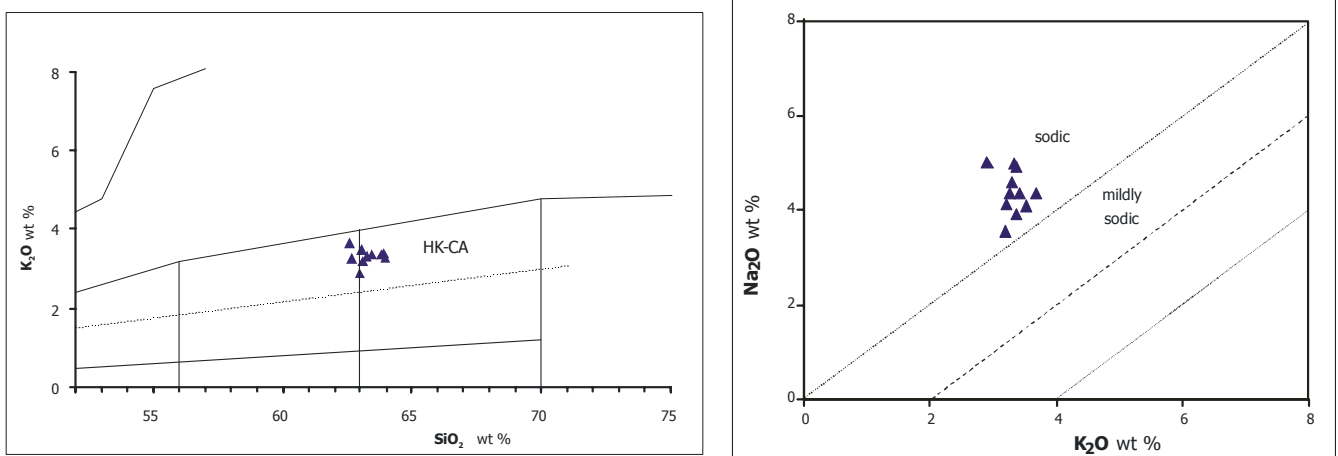 8
6
4
2
0
K₂O wt %
HK-CA
55 60 65 70 75
SiO₂ wt %
8
6
4
2
0
Na2O wt %
sodic
mildly
sodic
0 2 4 6 8
K₂O wt %